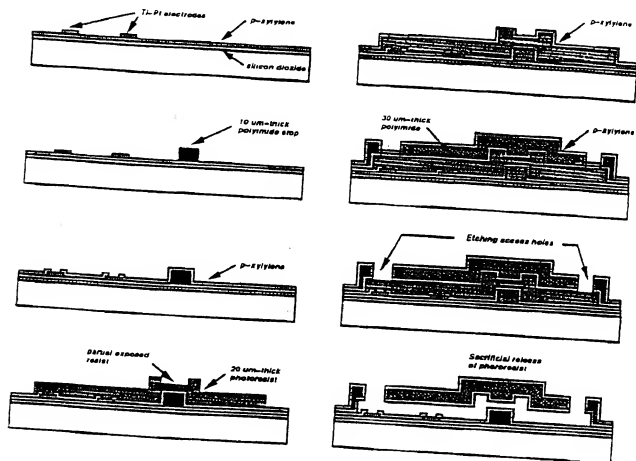 Ti-Pt electrodes
p-xylylene
silicon dioxide
10 um-thick
polyimide stop
p-xylylene
partial exposed
resist
20 um-thick
photoresist
p-xylylene
30 um-thick
polyimide
p-xylylene
Etching access holes
Sacrificial release
of photoresist